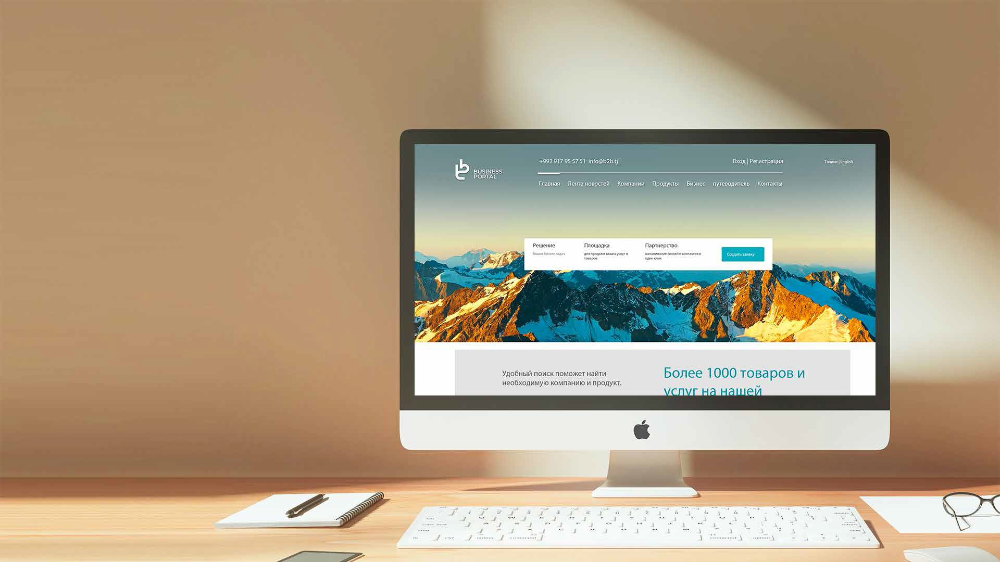 +992 917 95 57 51 info@b2b.tj
Вход | Регистрация
Точики | English
BUSINESS
PORTAL
Главная Лента новостей Компании Продукты Бизнес путеводитель Контакты
Решение
Ваших бизнес задач
Площадка
для продажи ваших услуг и
товаров
Партнерство
налаживание связей и контактов в
один клик
Создать заявку
Удобный поиск поможет найти
необходимую компанию и продукт.
Более 1000 товаров и
услуг на нашей